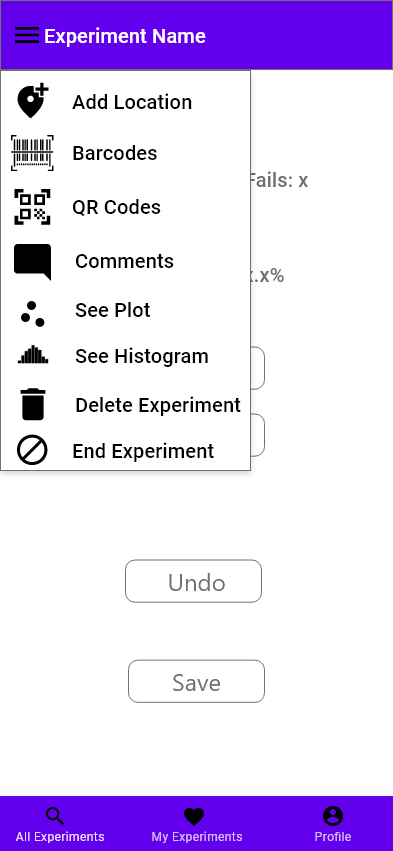 Experiment Name
Add Location
Barcodes
Fails: x
QR Codes
Comments
x.x%
See Plot
See Histogram
Delete Experiment
End Experiment
Undo
Save
All Experiments
My Experiments
Profile